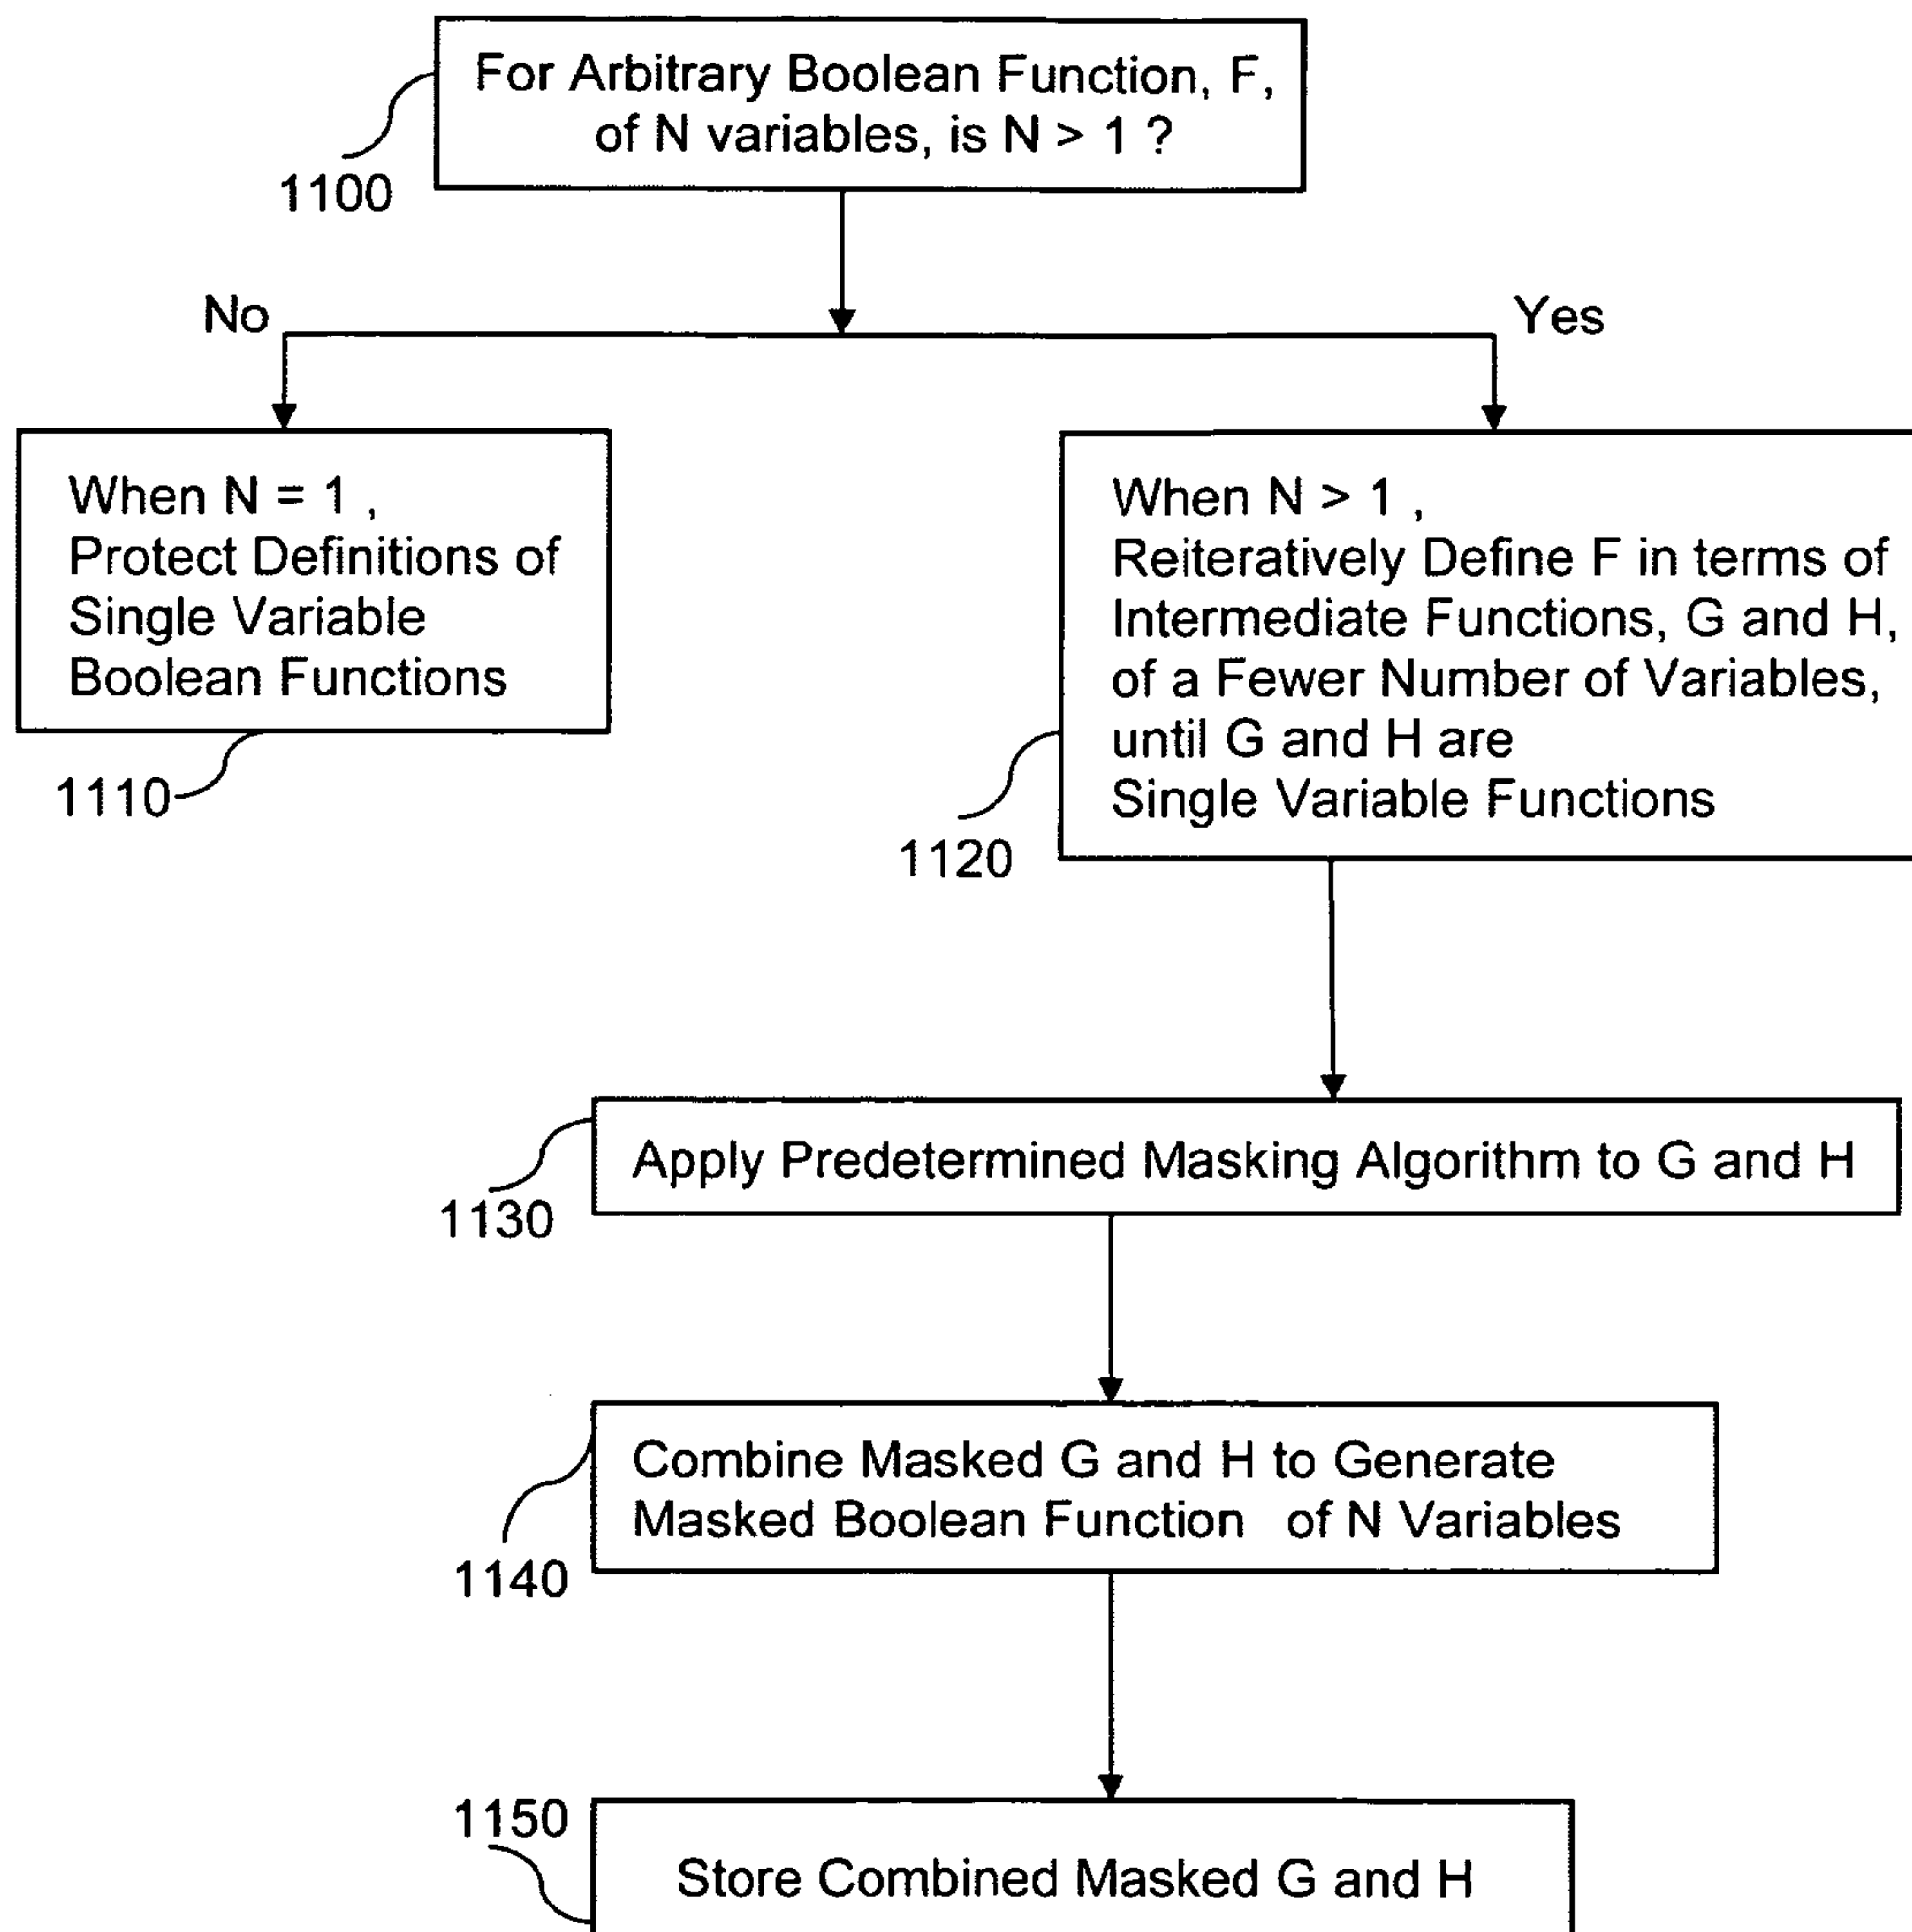 For Arbitrary Boolean Function, F,
of N variables, is N > 1 ?
1100
No
Yes
When N = 1 ,
Protect Definitions of
Single Variable
Boolean Functions
1110
When N > 1 ,
Reiteratively Define F in terms of
Intermediate Functions, G and H,
of a Fewer Number of Variables,
until G and H are
Single Variable Functions
1120
Apply Predetermined Masking Algorithm to G and H
1130
Combine Masked G and H to Generate
Masked Boolean Function of N Variables
1140
1150
Store Combined Masked G and H